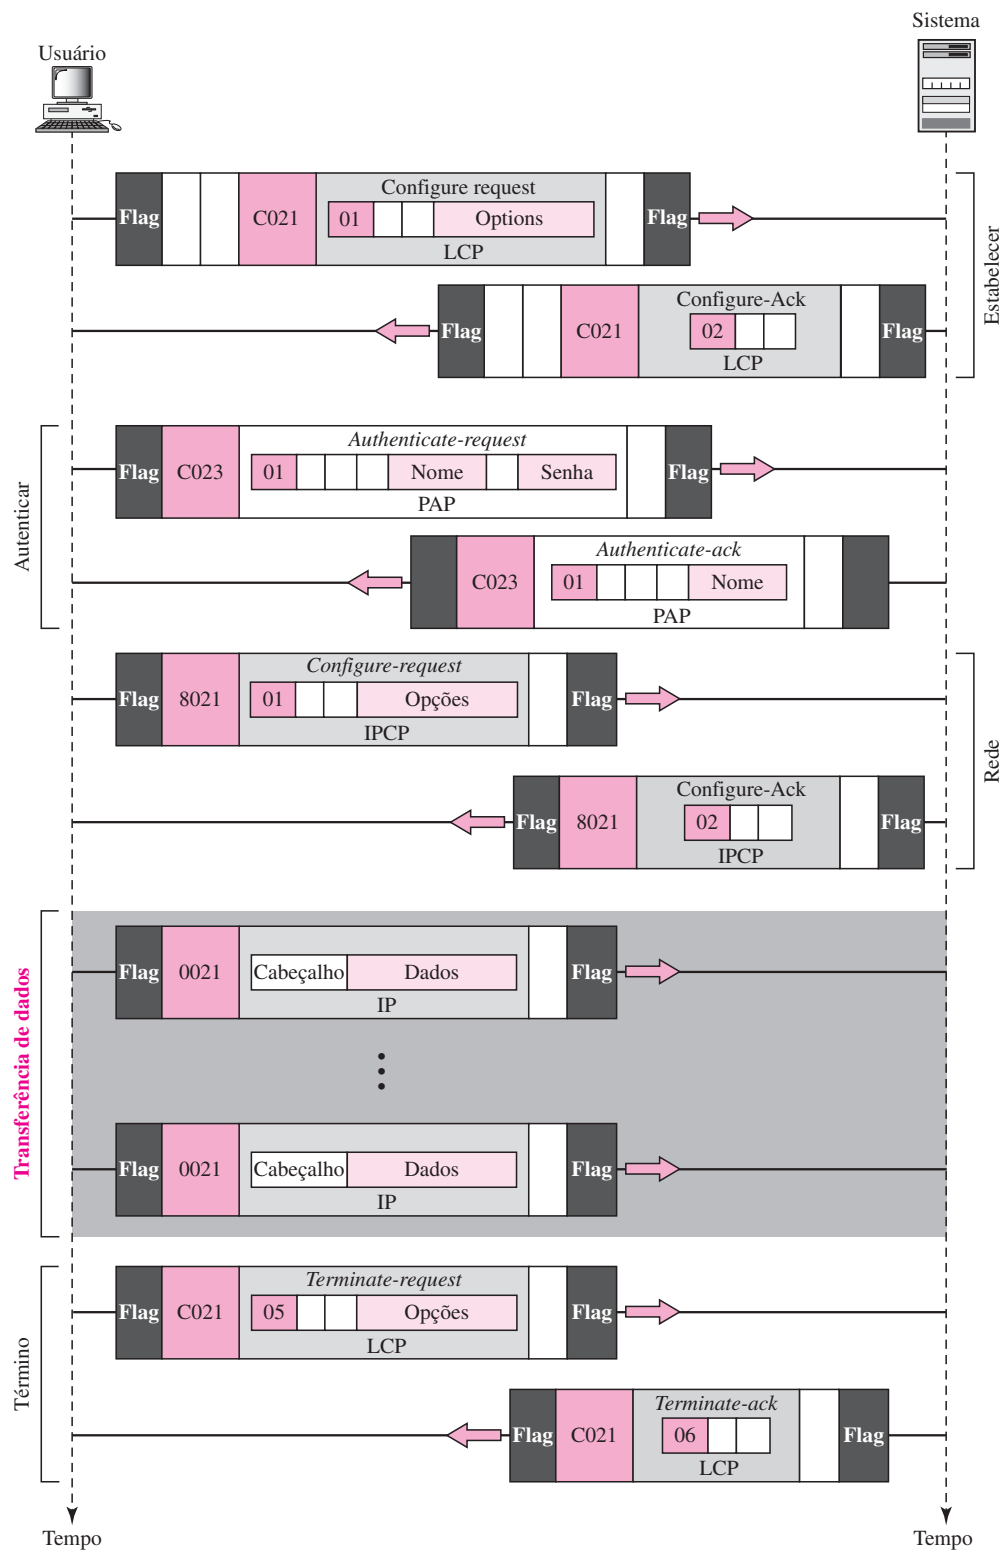 Sistema
Usuário
Configure request
Flag C021 01 Options Flag
LCP
Estabelecer
Configure-Ack
Flag C021 02 Flag
LCP
Autenticar
Authenticate-request
Flag C023 01 Nome Senha Flag
PAP
Authenticate-ack
C023 01 Nome
PAP
Rede
Configure-request
Flag 8021 01 Opções Flag
IPCP
Configure-Ack
Flag 8021 02 Flag
IPCP
Transferência de dados
Flag 0021 Cabeçalho Dados Flag
IP
Flag 0021 Cabeçalho Dados Flag
IP
Término
Terminate-request
Flag C021 05 Opções Flag
LCP
Terminate-ack
Flag C021 06 Flag
LCP
Tempo Tempo